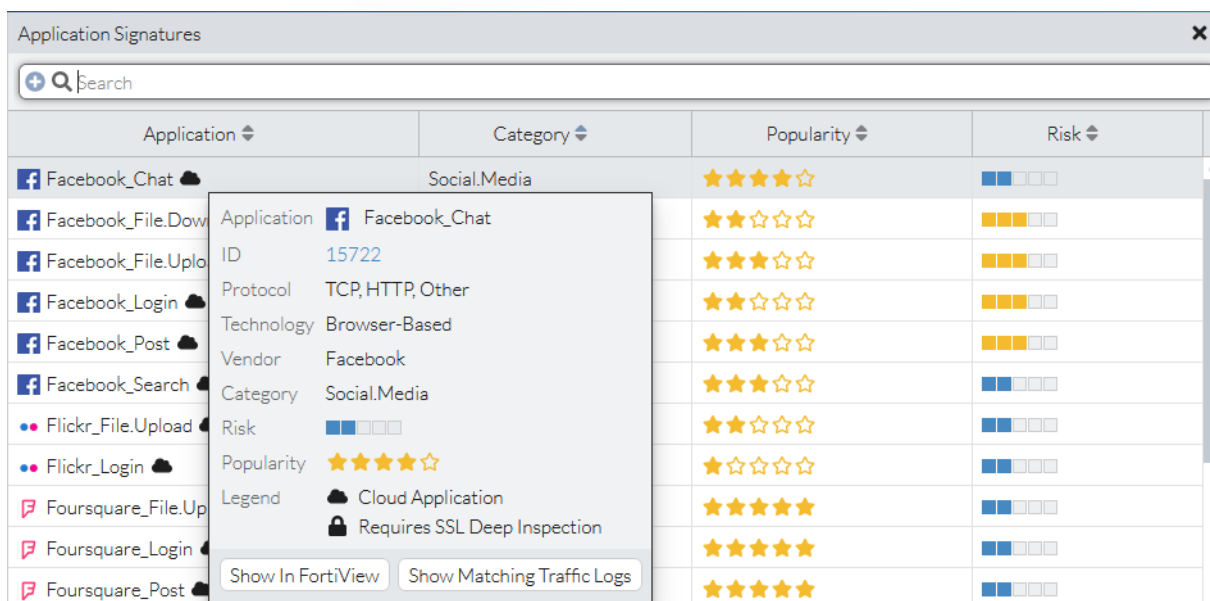 Application Signatures
Search
Application Category Popularity Risk
Facebook_Chat Social.Media
Facebook_File.Dow
Facebook_File.Uplo
Facebook_Login
Facebook_Post
Facebook_Search
Flickr_File.Upload
Flickr_Login
Foursquare_File.Up
Foursquare_Login
Foursquare_Post
Application Facebook_Chat
ID 15722
Protocol TCP, HTTP, Other
Technology Browser-Based
Vendor Facebook
Category Social.Media
Risk
Popularity
Legend Cloud Application
Requires SSL Deep Inspection
Show In FortiView Show Matching Traffic Logs